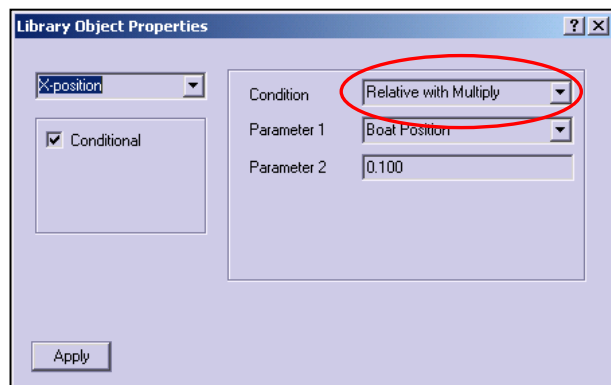 Library Object Properties
X-position
Conditional
Condition Relative with Multiply
Parameter 1 Boat Position
Parameter 2 0.100
Apply